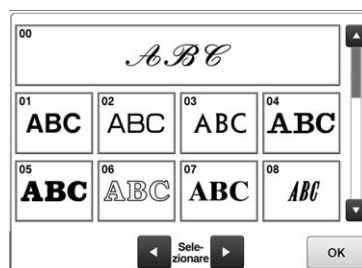 00
ABC
01 02 03 04
ABC ABC ABC ABC
05 06 07 08
ABC ABC ABC ABC
Sele-
zionare
OK